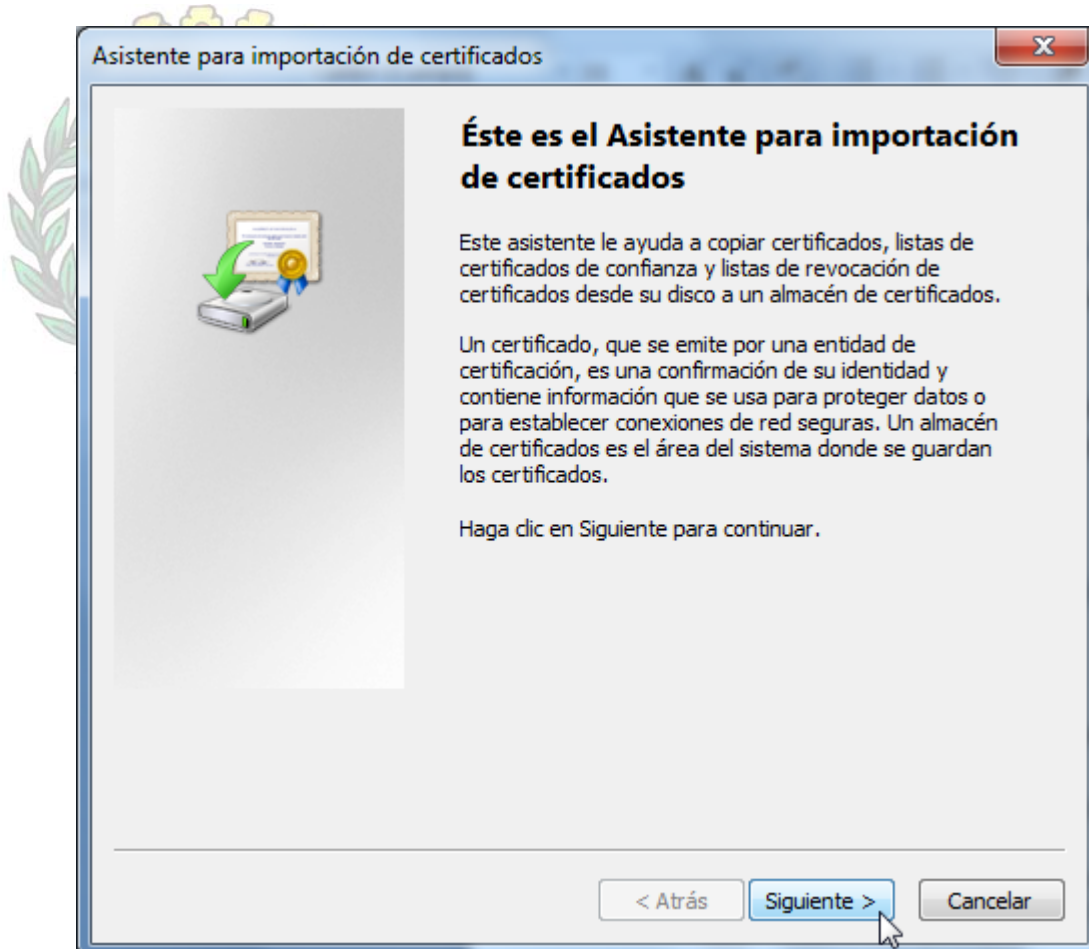 Asistente para importación de certificados
Éste es el Asistente para importación
de certificados
Este asistente le ayuda a copiar certificados, listas de
certificados de confianza y listas de revocación de
certificados desde su disco a un almacén de certificados.
Un certificado, que se emite por una entidad de
certificación, es una confirmación de su identidad y
contiene información que se usa para proteger datos o
para establecer conexiones de red seguras. Un almacén
de certificados es el área del sistema donde se guardan
los certificados.
Haga clic en Siguiente para continuar.
< Atrás Siguiente > Cancelar